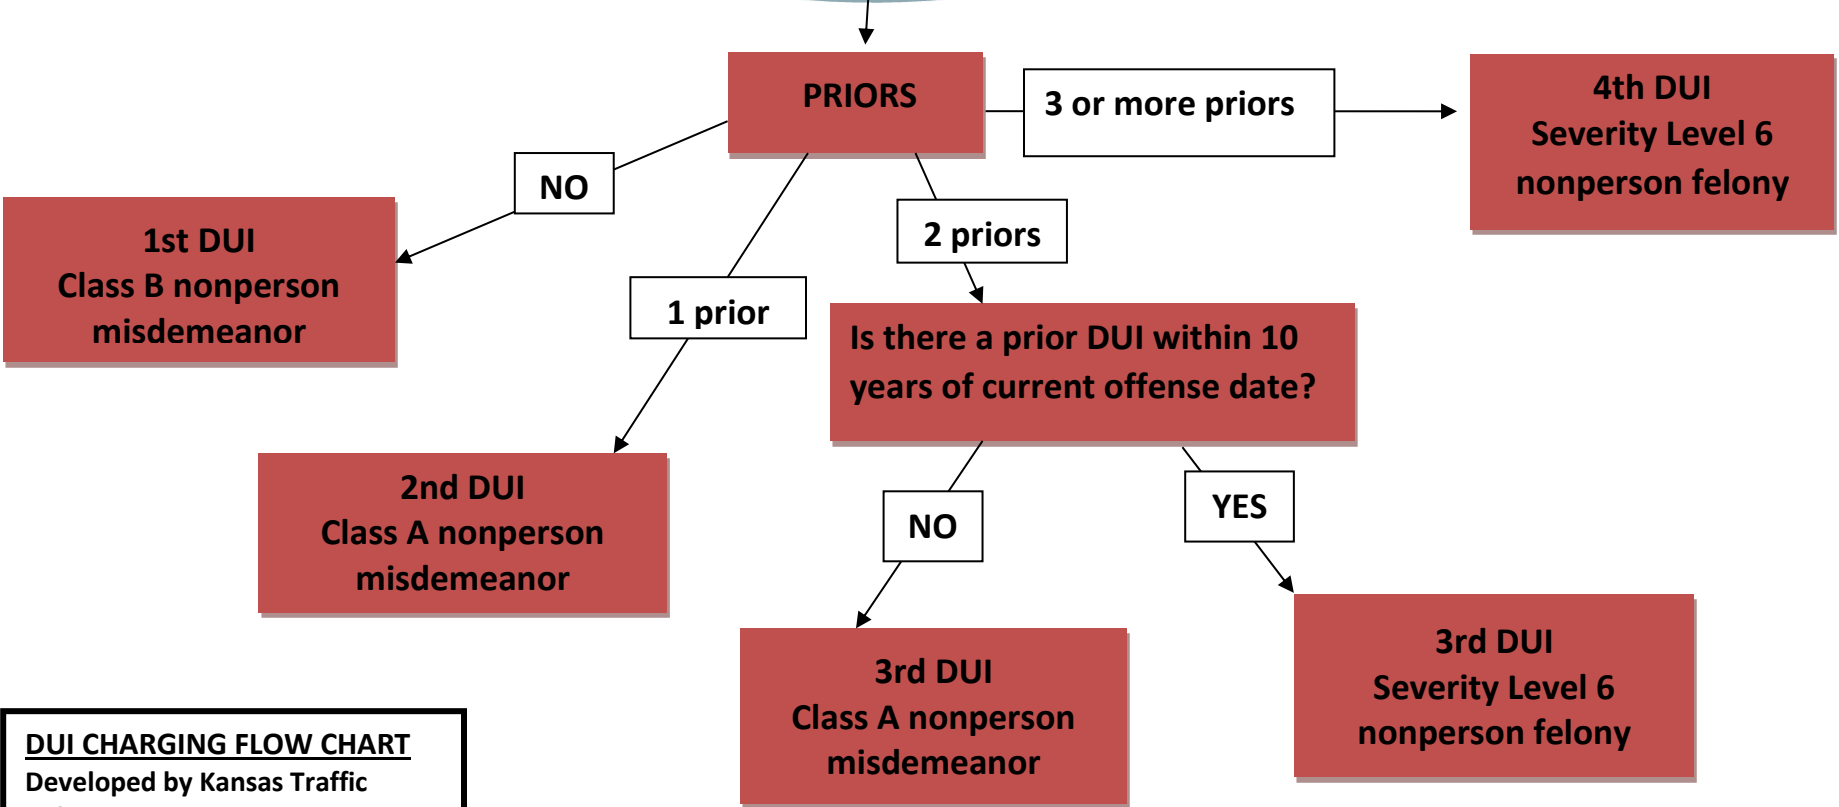 PRIORS
3 or more priors
4th DUI
Severity Level 6
nonperson felony
NO
1st DUI
Class B nonperson
misdemeanor
2 priors
1 prior
Is there a prior DUI within 10
years of current offense date?
2nd DUI
Class A nonperson
misdemeanor
NO
YES
3rd DUI
Class A nonperson
misdemeanor
3rd DUI
Severity Level 6
nonperson felony
DUI CHARGING FLOW CHART
Developed by Kansas Traffic